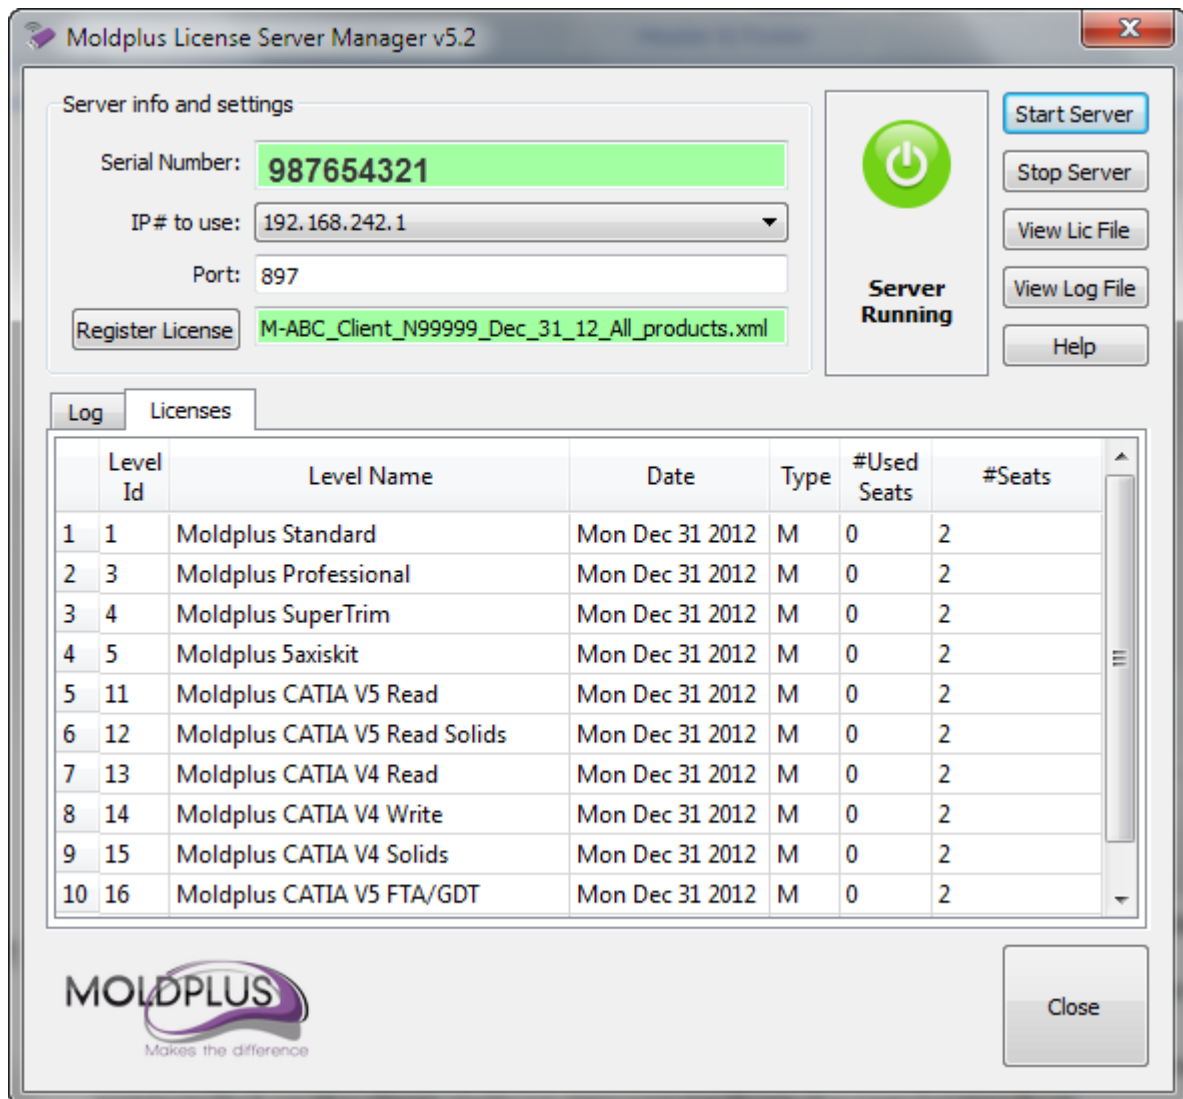 Moldplus License Server Manager v5.2
Server info and settings
Serial Number: 987654321
IP# to use: 192.168.242.1
Port: 897
Register License M-ABC_Client_N99999_Dec_31_12_All_products.xml
Server
Running
Start Server
Stop Server
View Lic File
View Log File
Help
Log Licenses
Level Id Level Name Date Type #Used Seats #Seats
1 1 Moldplus Standard Mon Dec 31 2012 M 0 2
2 3 Moldplus Professional Mon Dec 31 2012 M 0 2
3 4 Moldplus SuperTrim Mon Dec 31 2012 M 0 2
4 5 Moldplus 5axiskit Mon Dec 31 2012 M 0 2
5 11 Moldplus CATIA V5 Read Mon Dec 31 2012 M 0 2
6 12 Moldplus CATIA V5 Read Solids Mon Dec 31 2012 M 0 2
7 13 Moldplus CATIA V4 Read Mon Dec 31 2012 M 0 2
8 14 Moldplus CATIA V4 Write Mon Dec 31 2012 M 0 2
9 15 Moldplus CATIA V4 Solids Mon Dec 31 2012 M 0 2
10 16 Moldplus CATIA V5 FTA/GDT Mon Dec 31 2012 M 0 2
MOLDPLUS
Makes the difference
Close